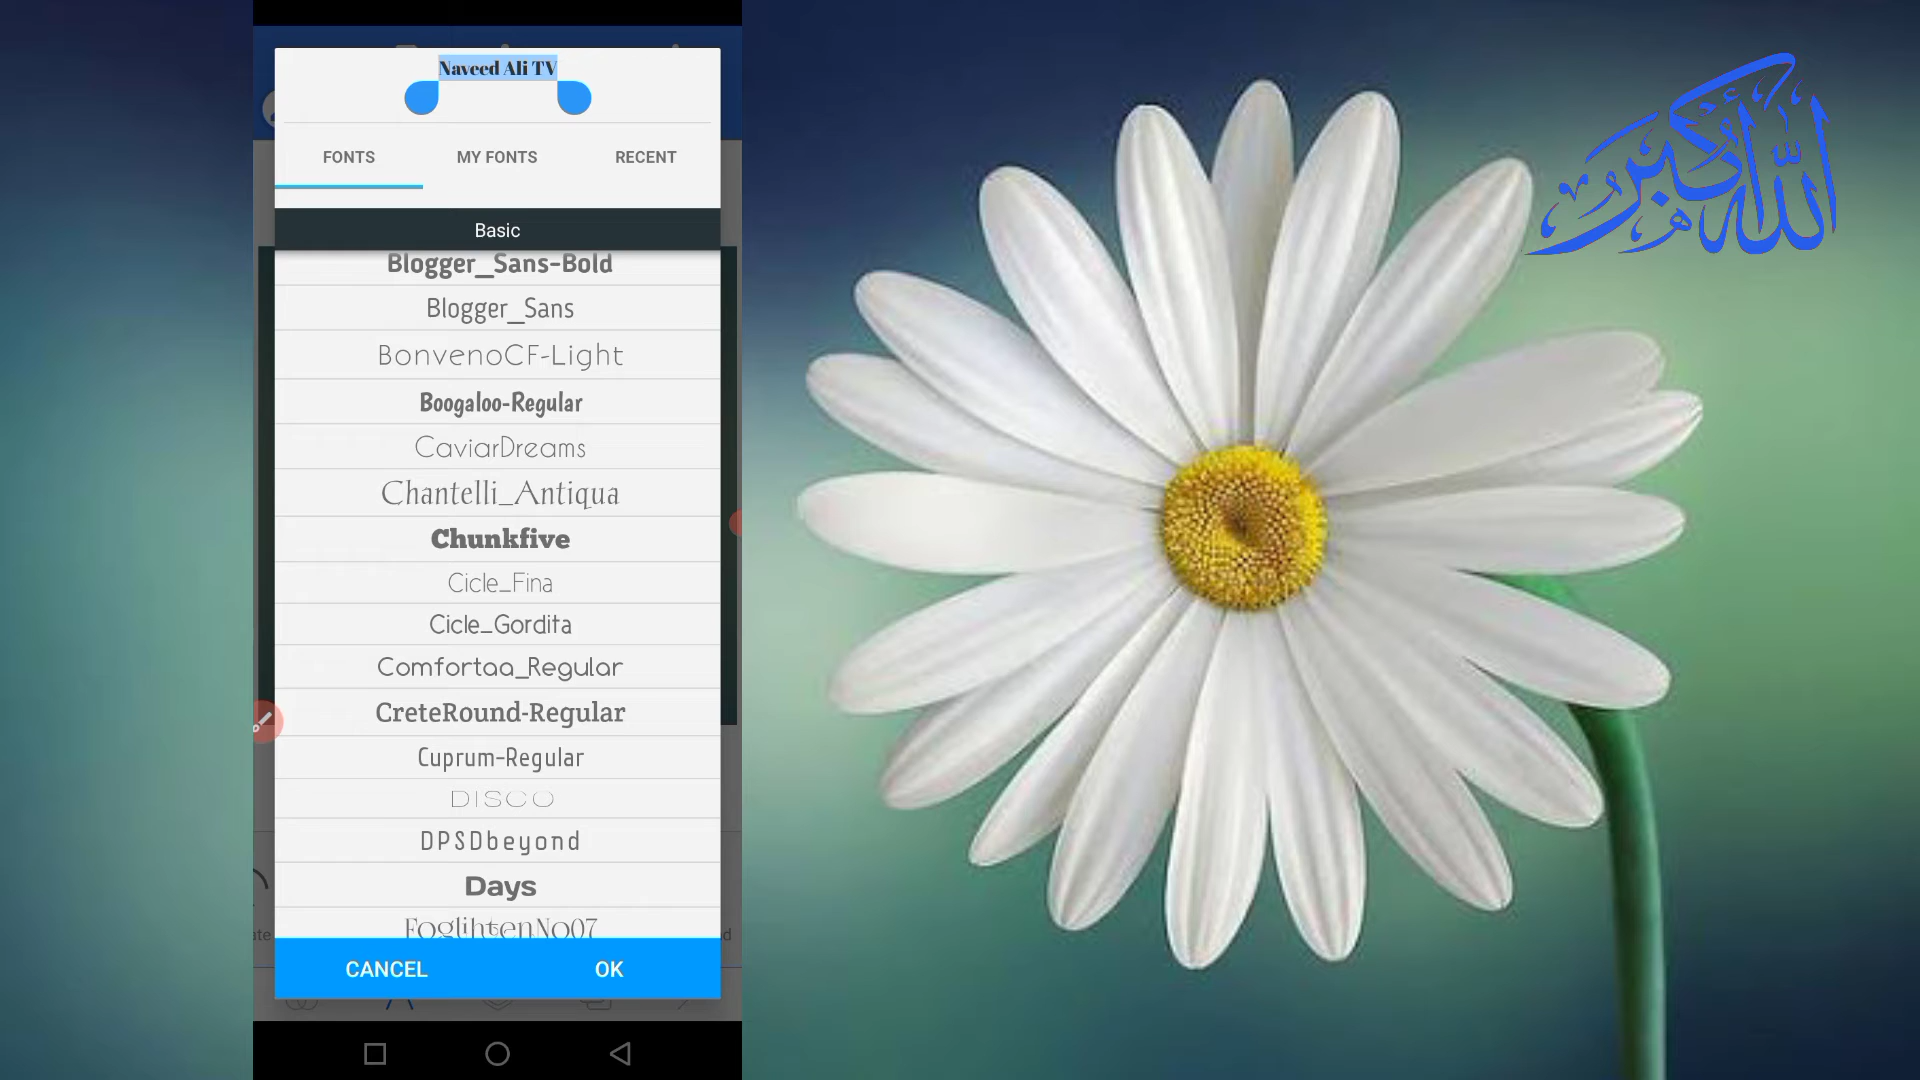 Naveed Ali TV
FONTS MY FONTS RECENT
Basic
Blogger_Sans-Bold
Blogger_Sans
BonvenoCF-Light
Boogaloo-Regular
CaviarDreams
Chantelli_Antiqua
Chunkfive
Cicle_Fina
Cicle_Gordita
Comfortaa_Regular
CreteRound-Regular
Cuprum-Regular
DISCO
DPSDbeyond
Days
FoglihtenNo07
CANCEL OK
الله أكبر